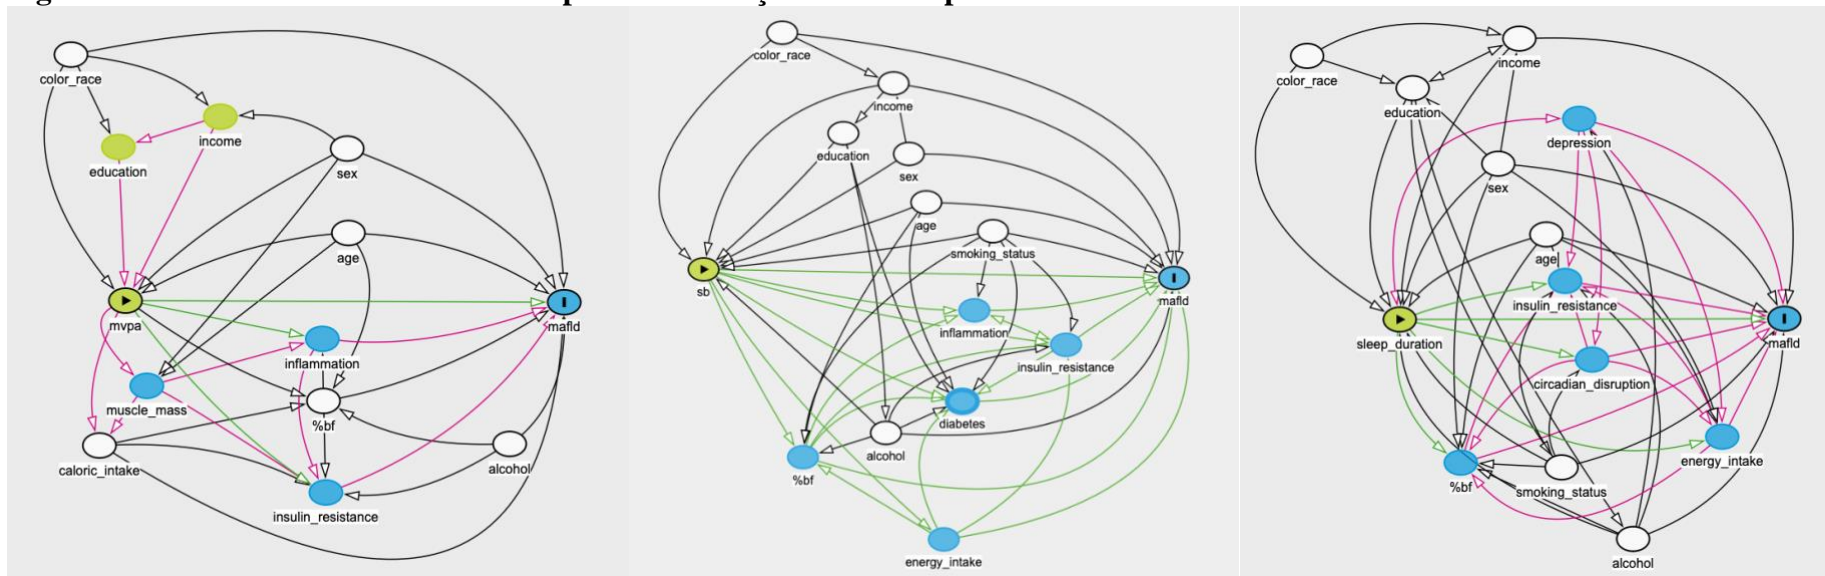 color_race
income
education
sex
age
mvpa
mafld
inflammation
muscle_mass
%bf
caloric_intake
alcohol
insulin_resistance
color_race
income
education
sex
age
smoking_status
sb
mafld
inflammation
insulin_resistance
diabetes
alcohol
%bf
energy_intake
color_race
income
education
depression
sex
age
insulin_resistance
sleep_duration
mafld
circadian_disruption
energy_intake
%bf
smoking_status
alcohol